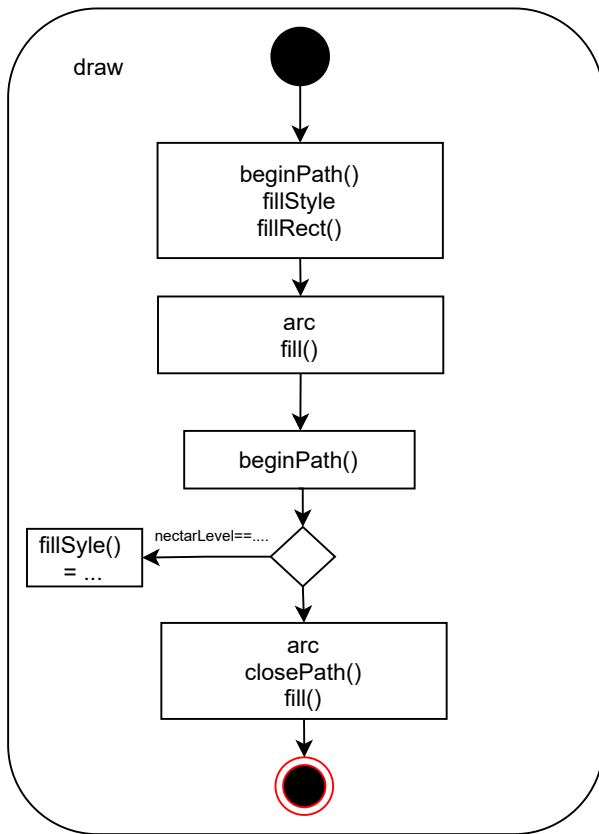 draw
beginPath()
fillStyle
fillRect()
arc
fill()
beginPath()
nectarLevel==....
fillSyle()
= ...
arc
closePath()
fill()